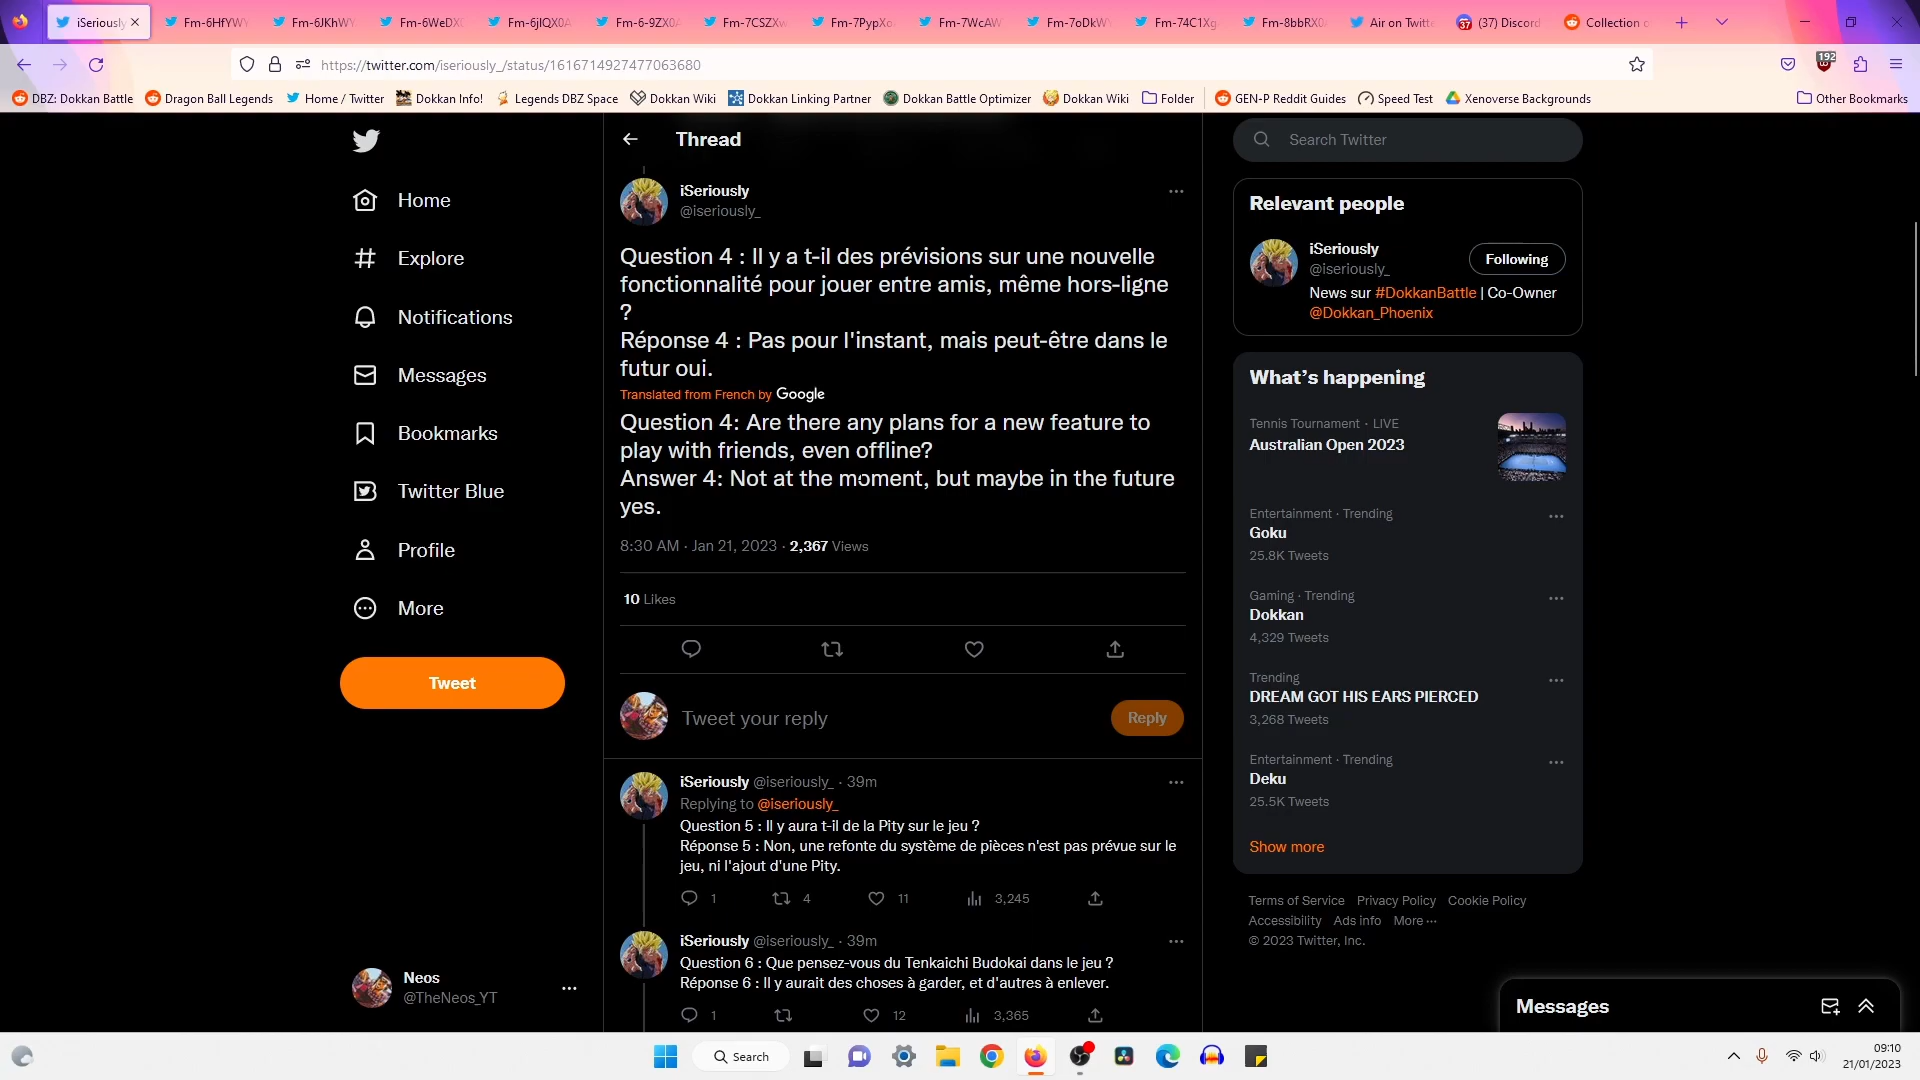 iSeriously
Fm-6HfYW
Fm-6JKhWY
Fm-6WeDX
Fm-6jIQX0A
Fm-6-9ZX0
Fm-7CSZXw
Fm-7PypXo
Fm-7WcAW
Fm-7oDkW
Fm-74C1Xg
Fm-8bbRX0
Air on Twitt
(37) Discord
Collection o
https://twitter.com/iseriously_/status/1616714927477063680
192
DBZ: Dokkan Battle
Dragon Ball Legends
Home / Twitter
Dokkan Info!
Legends DBZ Space
Dokkan Wiki
Dokkan Linking Partner
Dokkan Battle Optimizer
Dokkan Wiki
Folder
GEN-P Reddit Guides
Speed Test
Xenoverse Backgrounds
Other Bookmarks
Home
Explore
Notifications
Messages
Bookmarks
Twitter Blue
Profile
More
Tweet
Neos
@TheNeos_YT
Thread
iSeriously
@iseriously_
Question 4 : Il y a t-il des prévisions sur une nouvelle
fonctionnalité pour jouer entre amis, même hors-ligne
?
Réponse 4 : Pas pour l'instant, mais peut-être dans le
futur oui.
Translated from French by Google
Question 4: Are there any plans for a new feature to
play with friends, even offline?
Answer 4: Not at the moment, but maybe in the future
yes.
8:30 AM · Jan 21, 2023 · 2,367 Views
10 Likes
Tweet your reply
Reply
iSeriously @iseriously_ · 39m
Replying to @iseriously_
Question 5 : Il y aura t-il de la Pity sur le jeu ?
Réponse 5 : Non, une refonte du système de pièces n'est pas prévue sur le
jeu, ni l'ajout d'une Pity.
1
4
11
3,245
iSeriously @iseriously_ · 39m
Question 6 : Que pensez-vous du Tenkaichi Budokai dans le jeu ?
Réponse 6 : Il y aurait des choses à garder, et d'autres à enlever.
1
12
3,365
Search Twitter
Relevant people
iSeriously
@iseriously_
Following
News sur #DokkanBattle | Co-Owner
@Dokkan_Phoenix
What's happening
Tennis Tournament · LIVE
Australian Open 2023
Entertainment · Trending
Goku
25.8K Tweets
Gaming · Trending
Dokkan
4,329 Tweets
Trending
DREAM GOT HIS EARS PIERCED
3,268 Tweets
Entertainment · Trending
Deku
25.5K Tweets
Show more
Terms of Service Privacy Policy Cookie Policy
Accessibility Ads info More ···
© 2023 Twitter, Inc.
Messages
Search
09:10
21/01/2023